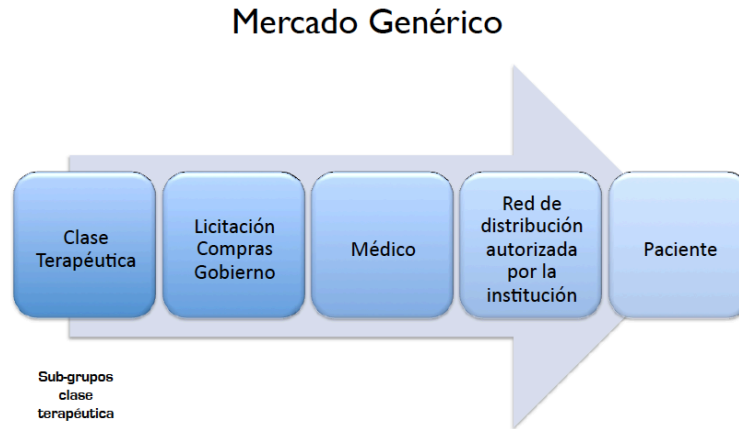 Mercado Genérico
Clase
Terapéutica
Licitación
Compras
Gobierno
Médico
Red de
distribución
autorizada
por la
institución
Paciente
Sub-grupos
clase
terapéutica